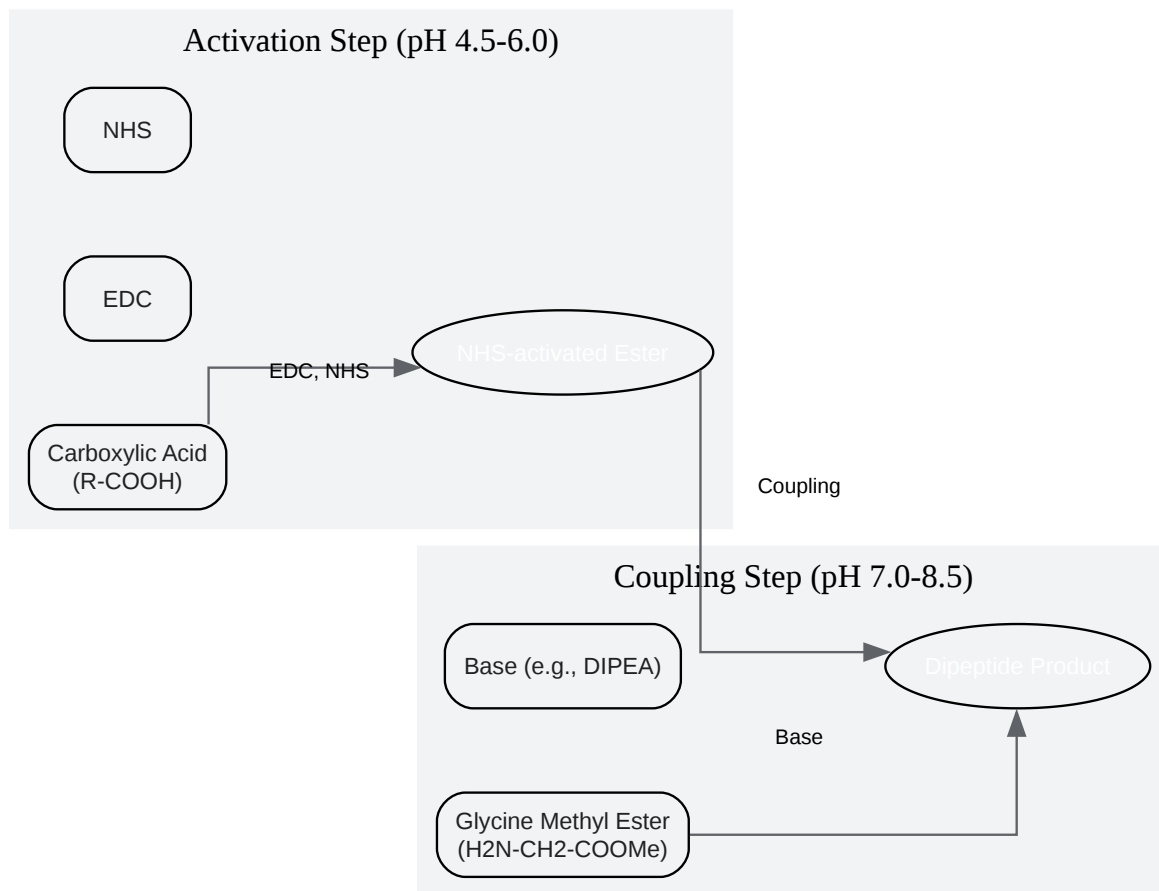 Activation Step (pH 4.5-6.0)
NHS
EDC
NHS-activated Ester
EDC, NHS
Carboxylic Acid
(R-COOH)
Coupling
Coupling Step (pH 7.0-8.5)
Base (e.g., DIPEA)
Dipeptide Product
Base
Glycine Methyl Ester
(H2N-CH2-COOMe)